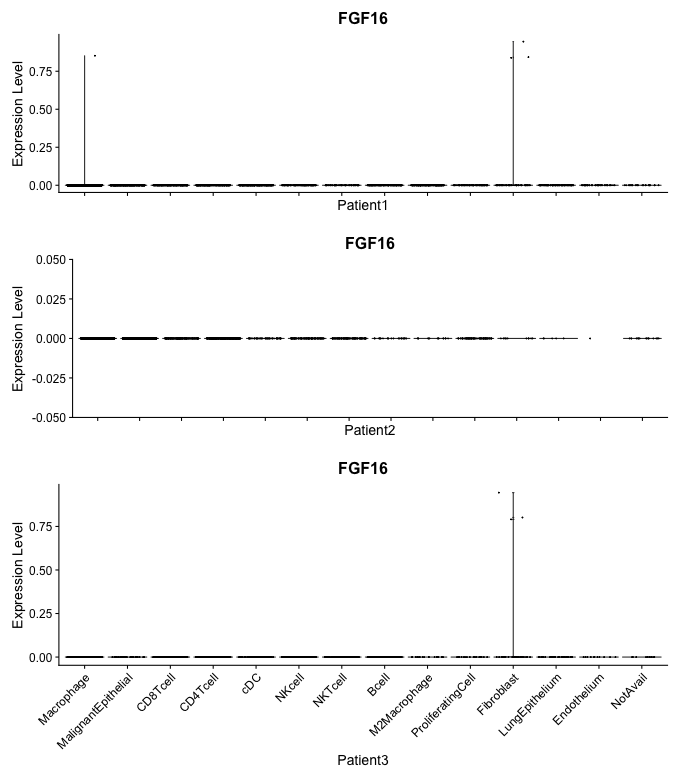 FGF16
Expression Level
0.75
0.50
0.25
0.00
Patient1
FGF16
Expression Level
0.050
0.025
0.000
-0.025
-0.050
Patient2
FGF16
Expression Level
0.75
0.50
0.25
0.00
Macrophage
MalignantEpithelial
CD8Tcell
CD4Tcell
cDC
NKcell
NKTcell
Bcell
M2Macrophage
ProliferatingCell
Fibroblast
LungEpithelium
Endothelium
NotAvail
Patient3